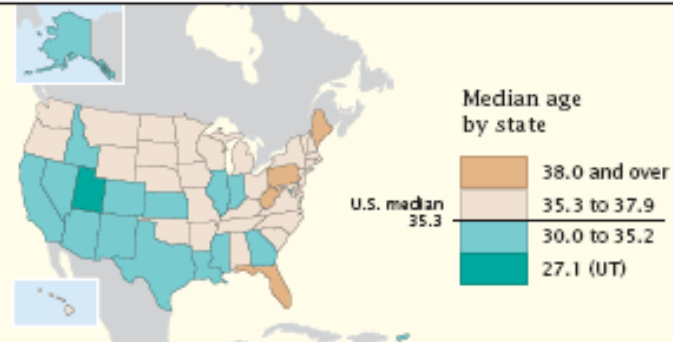 Median age
by state
38.0 and over
U.S. median
35.3
35.3 to 37.9
30.0 to 35.2
27.1 (UT)